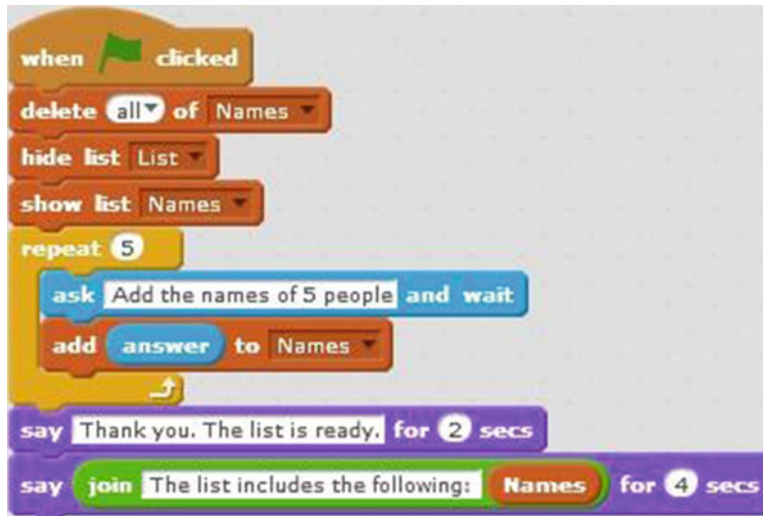 when clicked
delete all of Names
hide list List
show list Names
repeat 5
ask Add the names of 5 people and wait
add answer to Names
say Thank you. The list is ready. for 2 secs
say join The list includes the following: Names for 4 secs